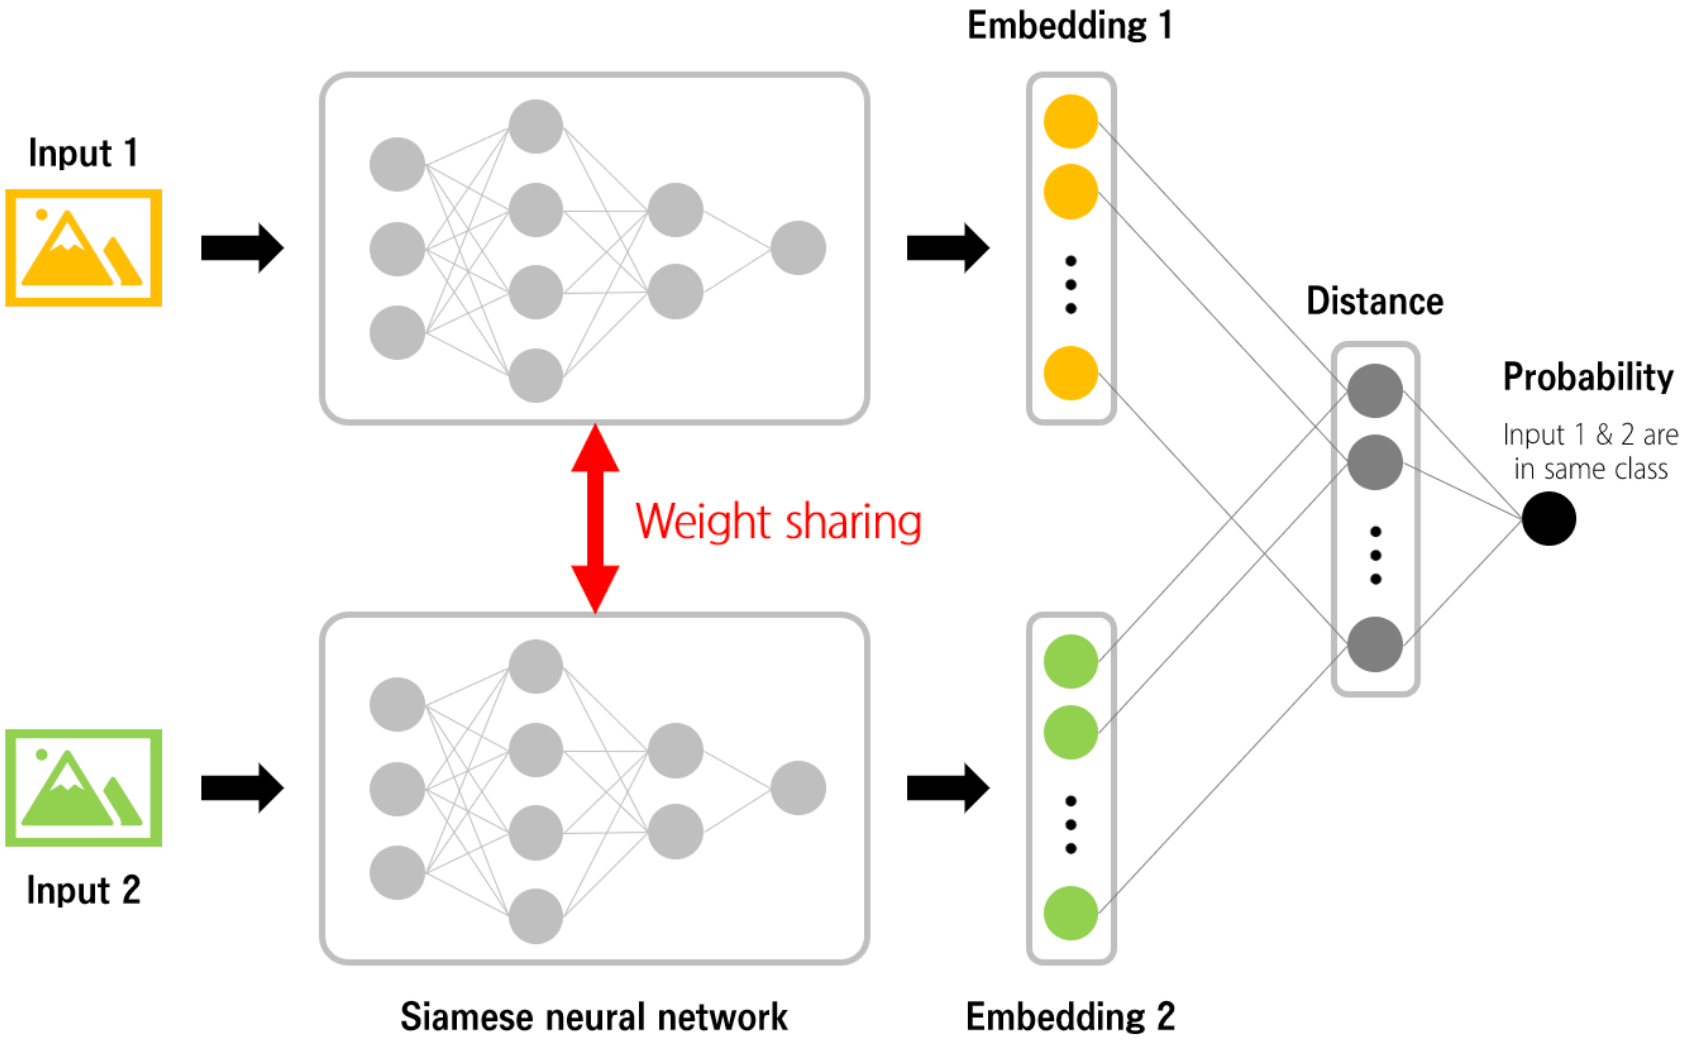 Embedding 1
Input 1
Distance
Probability
Input 1 & 2 are
in same class
Weight sharing
Input 2
Siamese neural network
Embedding 2